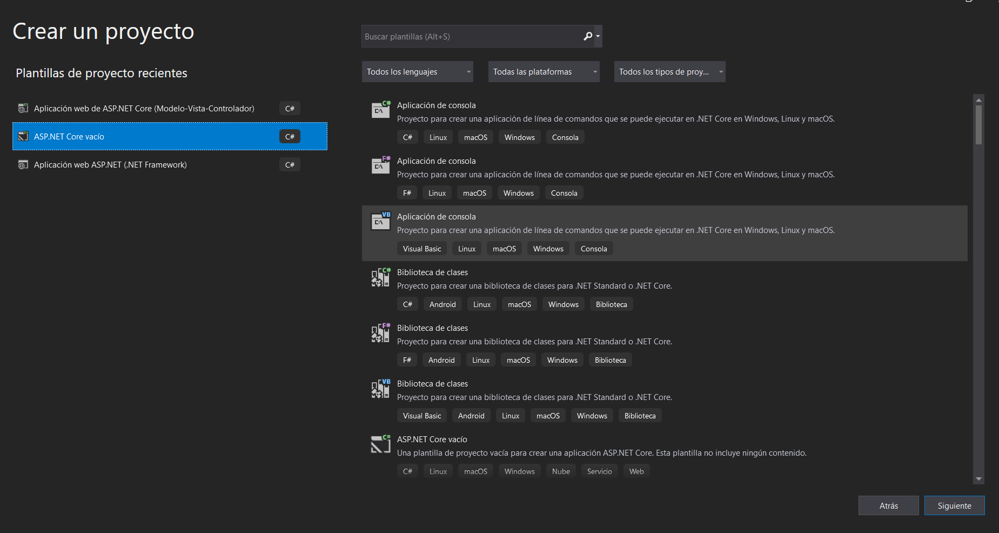 Crear un proyecto
Plantillas de proyecto recientes
Aplicación web de ASP.NET Core (Modelo-Vista-Controlador) C#
ASP.NET Core vacío C#
Aplicación web ASP.NET (.NET Framework) C#
Buscar plantillas (Alt+S)
Todos los lenguajes Todas las plataformas Todos los tipos de proy...
C# Aplicación de consola
C:\ Proyecto para crear una aplicación de línea de comandos que se puede ejecutar en .NET Core en Windows, Linux y macOS.
C# Linux macOS Windows Consola
F# Aplicación de consola
C:\ Proyecto para crear una aplicación de línea de comandos que se puede ejecutar en .NET Core en Windows, Linux y macOS.
F# Linux macOS Windows Consola
VB Aplicación de consola
C:\ Proyecto para crear una aplicación de línea de comandos que se puede ejecutar en .NET Core en Windows, Linux y macOS.
Visual Basic Linux macOS Windows Consola
C# Biblioteca de clases
Proyecto para crear una biblioteca de clases para .NET Standard o .NET Core.
C# Android Linux macOS Windows Biblioteca
F# Biblioteca de clases
Proyecto para crear una biblioteca de clases para .NET Standard o .NET Core.
F# Android Linux macOS Windows Biblioteca
VB Biblioteca de clases
Proyecto para crear una biblioteca de clases para .NET Standard o .NET Core.
Visual Basic Android Linux macOS Windows Biblioteca
C# ASP.NET Core vacío
Una plantilla de proyecto vacía para crear una aplicación ASP.NET Core. Esta plantilla no incluye ningún contenido.
C# Linux macOS Windows Nube Servicio Web
Atrás Siguiente